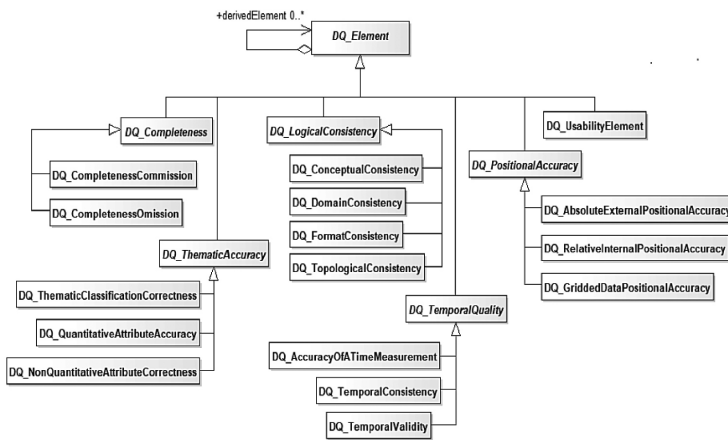 +derivedElement 0..*
DQ_Element
DQ_Completeness
DQ_CompletenessCommission
DQ_CompletenessOmission
DQ_ThematicAccuracy
DQ_ThematicClassificationCorrectness
DQ_QuantitativeAttributeAccuracy
DQ_NonQuantitativeAttributeCorrectness
DQ_LogicalConsistency
DQ_ConceptualConsistency
DQ_DomainConsistency
DQ_FormatConsistency
DQ_TopologicalConsistency
DQ_TemporalQuality
DQ_AccuracyOfATimeMeasurement
DQ_TemporalConsistency
DQ_TemporalValidity
DQ_UsabilityElement
DQ_PositionalAccuracy
DQ_AbsoluteExternalPositionalAccuracy
DQ_RelativeInternalPositionalAccuracy
DQ_GriddedDataPositionalAccuracy